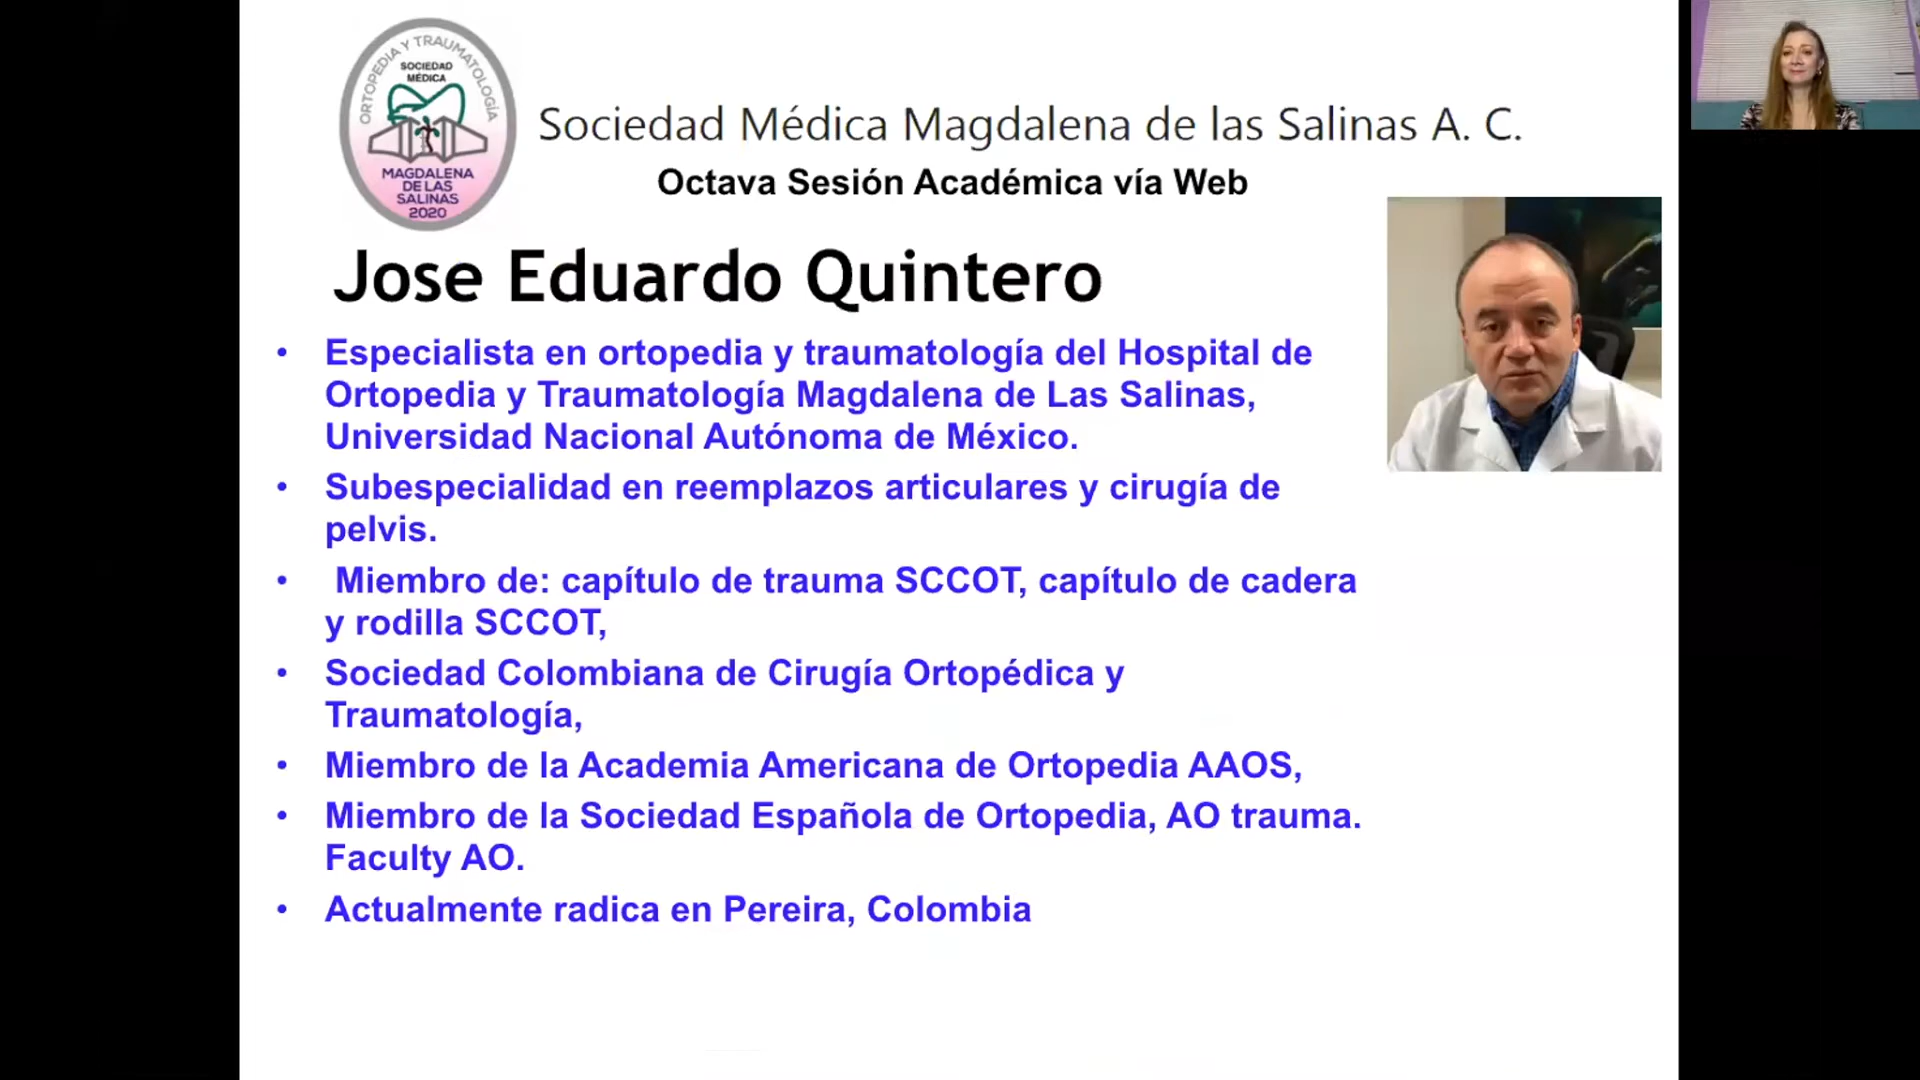 ORTOPEDIA Y TRAUMATOLOGÍA
SOCIEDAD
MÉDICA
MAGDALENA
DE LAS
SALINAS
2020
Sociedad Médica Magdalena de las Salinas A. C.
Octava Sesión Académica vía Web
Jose Eduardo Quintero
• Especialista en ortopedia y traumatología del Hospital de
Ortopedia y Traumatología Magdalena de Las Salinas,
Universidad Nacional Autónoma de México.
• Subespecialidad en reemplazos articulares y cirugía de
pelvis.
• Miembro de: capítulo de trauma SCCOT, capítulo de cadera
y rodilla SCCOT,
• Sociedad Colombiana de Cirugía Ortopédica y
Traumatología,
• Miembro de la Academia Americana de Ortopedia AAOS,
• Miembro de la Sociedad Española de Ortopedia, AO trauma.
Faculty AO.
• Actualmente radica en Pereira, Colombia